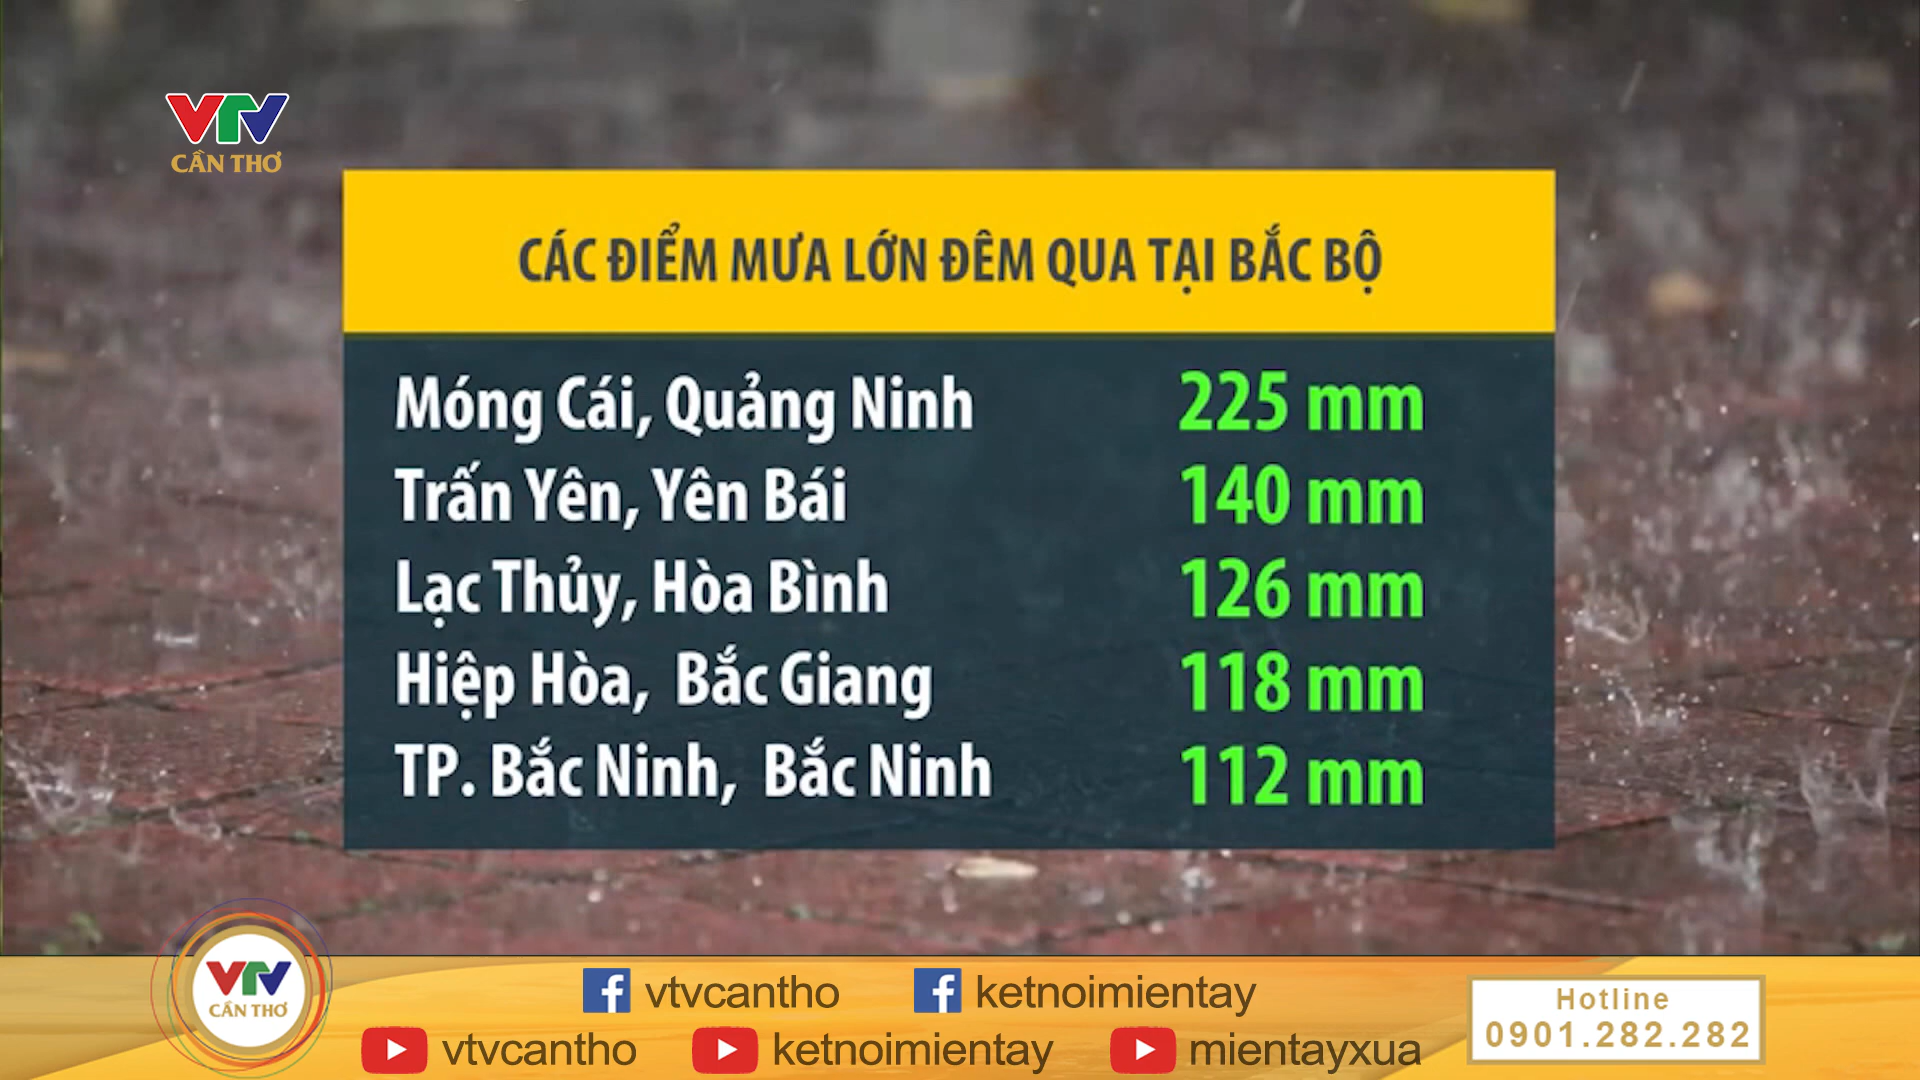 VTV
CẦN THƠ
CÁC ĐIỂM MƯA LỚN ĐÊM QUA TẠI BẮC BỘ
Móng Cái, Quảng Ninh 225 mm
Trấn Yên, Yên Bái 140 mm
Lạc Thủy, Hòa Bình 126 mm
Hiệp Hòa, Bắc Giang 118 mm
TP. Bắc Ninh, Bắc Ninh 112 mm
VTV
CẦN THƠ
vtvcantho ketnoimientay
vtvcantho ketnoimientay mientayxua
Hotline
0901.282.282